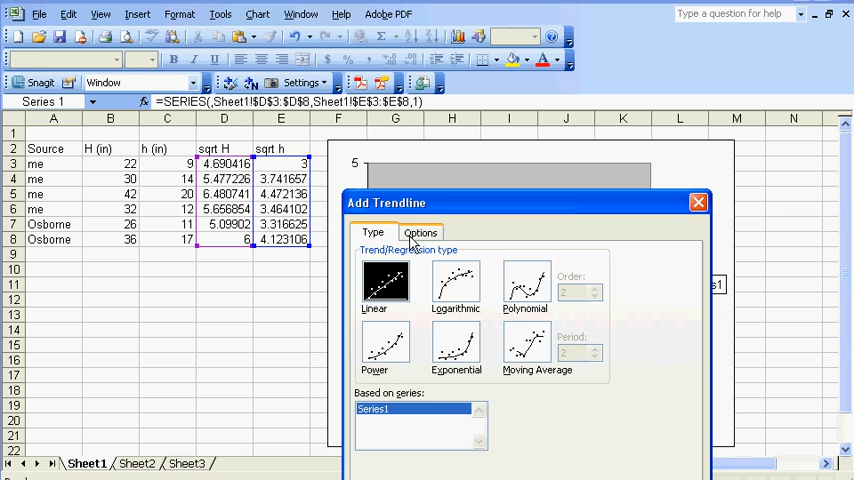 File Edit View Insert Format Tools Chart Window Help Adobe PDF Type a question for help
Snagit Window Settings
Series 1 =SERIES(,Sheet1!$D$3:$D$8,Sheet1!$E$3:$E$8,1)
A B C D E F G H I J K L M N
1
2 Source H (in) h (in) sqrt H sqrt h
3 me 22 9 4.690416 3
4 me 30 14 5.477226 3.741657
5 me 42 20 6.480741 4.472136
6 me 32 12 5.656854 3.464102
7 Osborne 26 11 5.09902 3.316625
8 Osborne 36 17 6 4.123106
9
10
11
12
13
14
15
16
17
18
19
20
21
22
5
s1
Add Trendline
Type Options
Trend/Regression type
Order:
2
Linear Logarithmic Polynomial
Period:
2
Power Exponential Moving Average
Based on series:
Series1
Sheet1 Sheet2 Sheet3